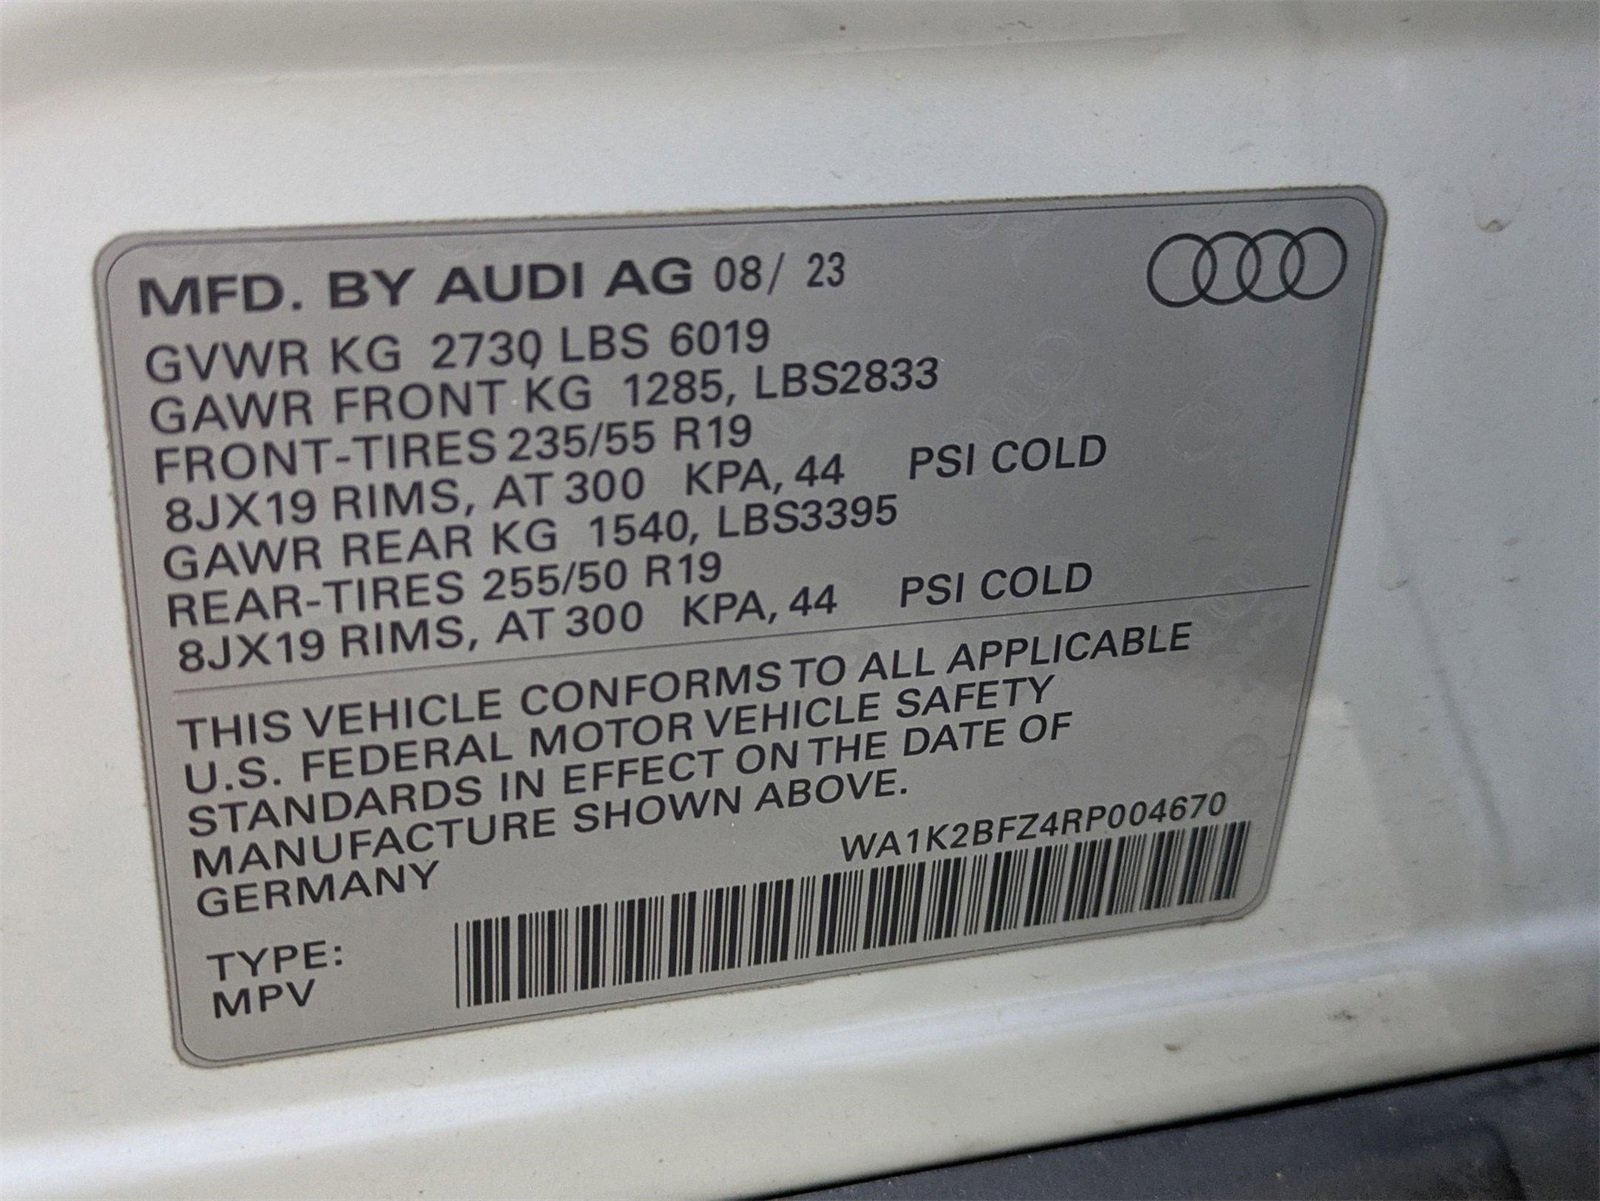 MFD. BY AUDI AG 08/ 23
GVWR KG 2730 LBS 6019
GAWR FRONT KG 1285, LBS2833
FRONT-TIRES 235/55 R19
8JX19 RIMS, AT 300 KPA, 44 PSI COLD
GAWR REAR KG 1540, LBS3395
REAR-TIRES 255/50 R19
8JX19 RIMS, AT 300 KPA, 44 PSI COLD
THIS VEHICLE CONFORMS TO ALL APPLICABLE
U.S. FEDERAL MOTOR VEHICLE SAFETY
STANDARDS IN EFFECT ON THE DATE OF
MANUFACTURE SHOWN ABOVE.
GERMANY
WA1K2BFZ4RP004670
TYPE:
MPV